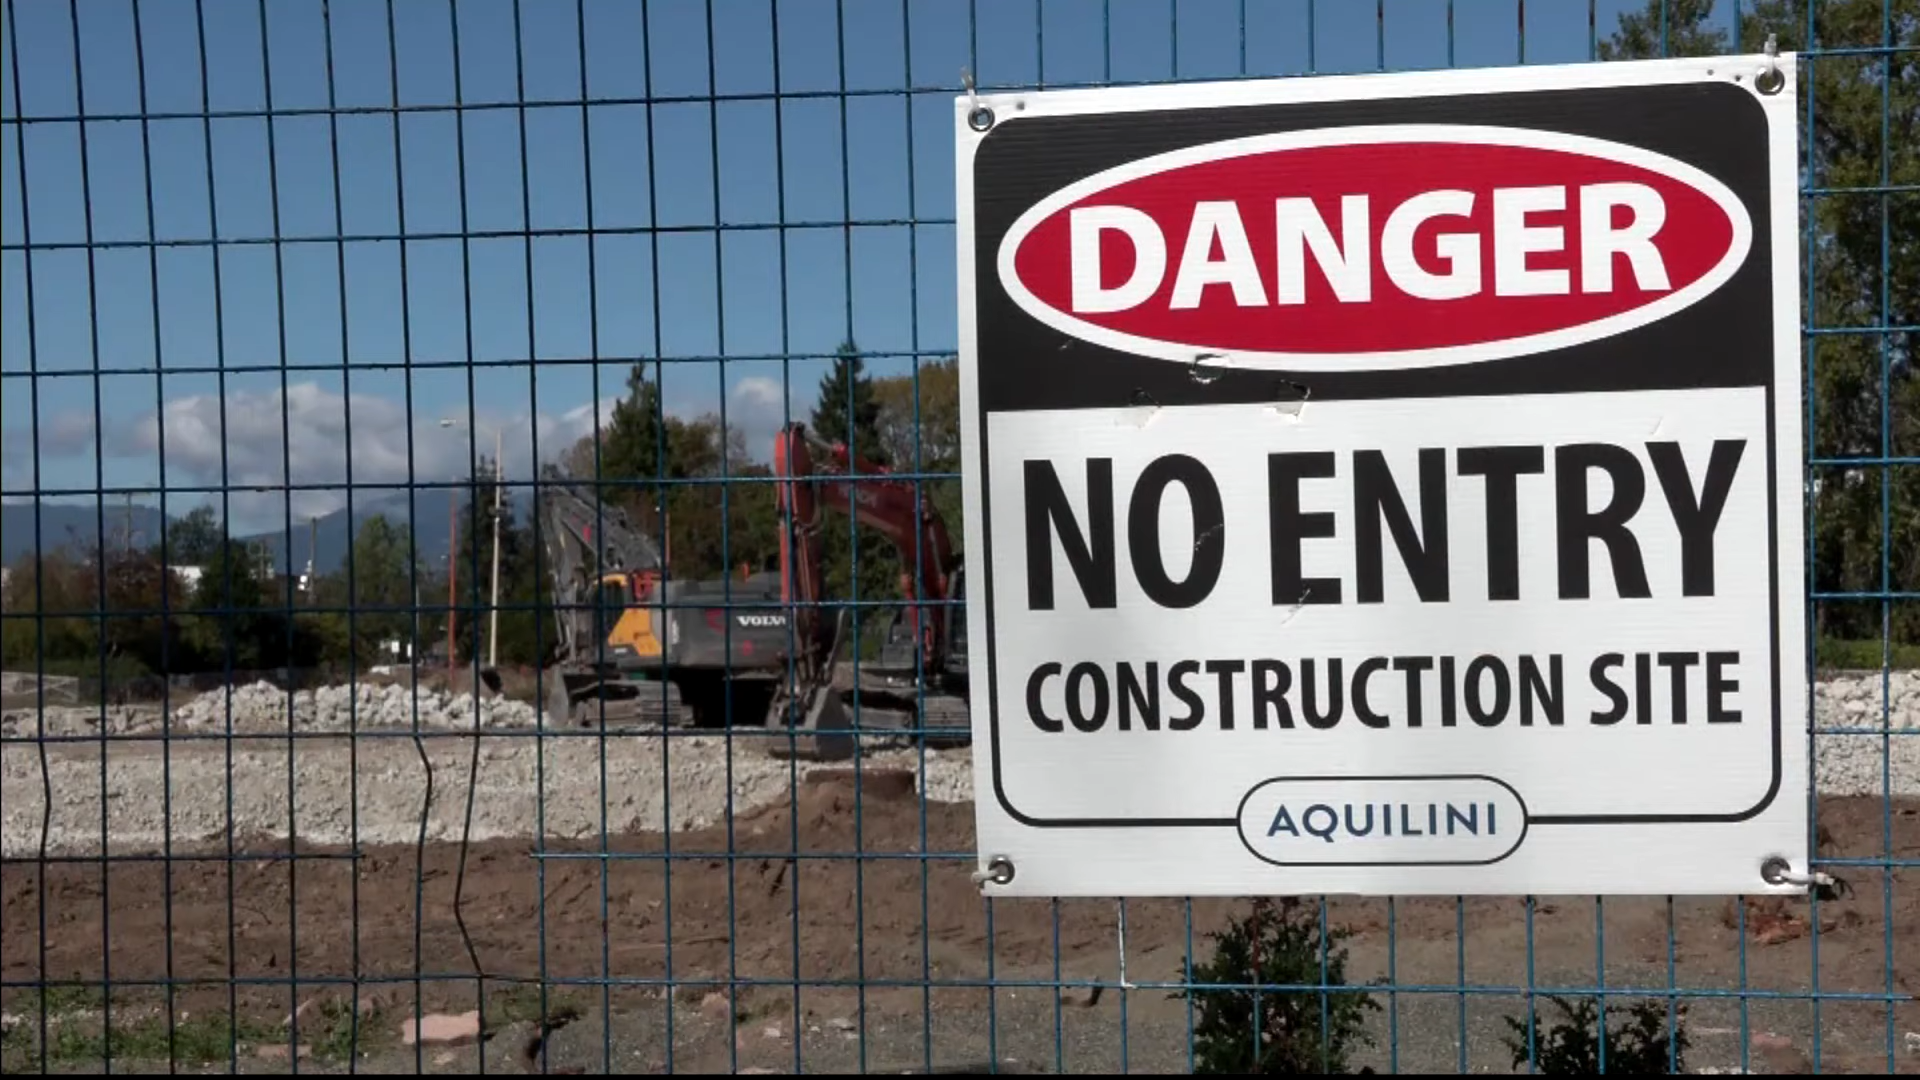 DANGER
NO ENTRY
CONSTRUCTION SITE
AQUILINI
VOLVO